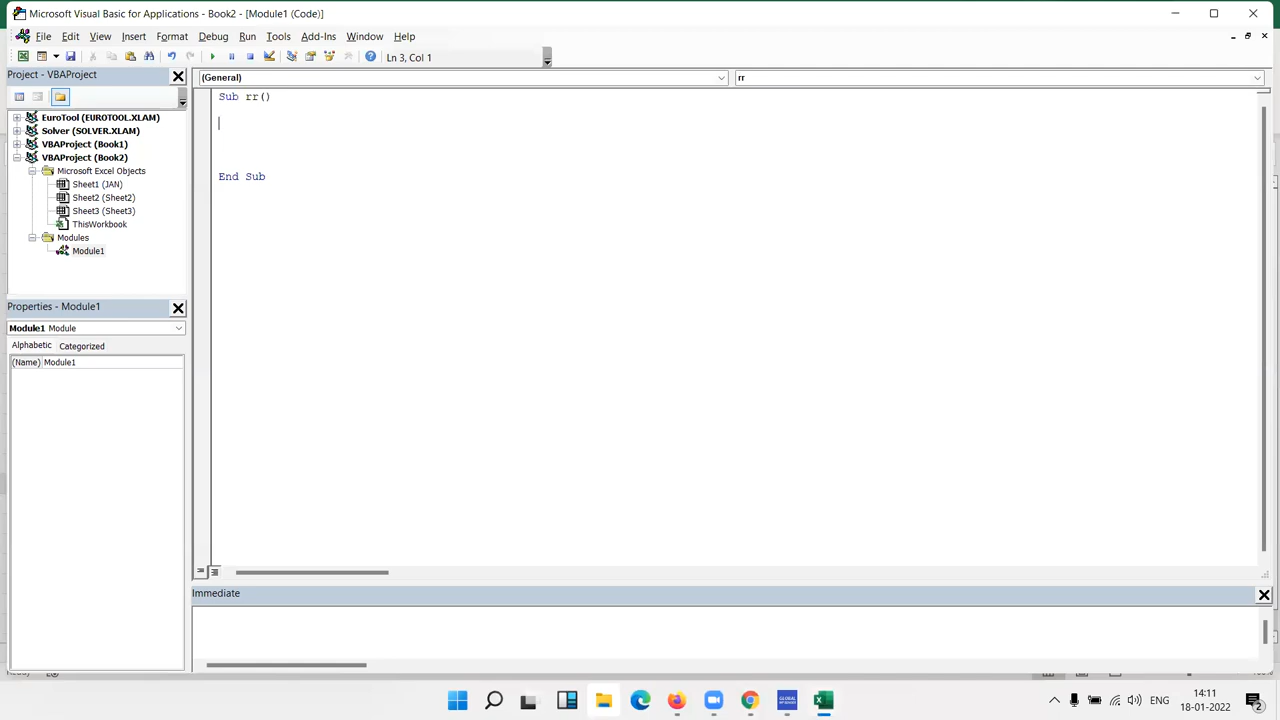 Microsoft Visual Basic for Applications - Book2 - [Module1 (Code)]
File Edit View Insert Format Debug Run Tools Add-Ins Window Help
Ln 3, Col 1
Project - VBAProject
(General) rr
Sub rr()
End Sub
EuroTool (EUROTOOL.XLAM)
Solver (SOLVER.XLAM)
VBAProject (Book1)
VBAProject (Book2)
Microsoft Excel Objects
Sheet1 (JAN)
Sheet2 (Sheet2)
Sheet3 (Sheet3)
ThisWorkbook
Modules
Module1
Properties - Module1
Module1 Module
Alphabetic Categorized
(Name) Module1
Immediate
GLOBAL
ENG
14:11
18-01-2022
2